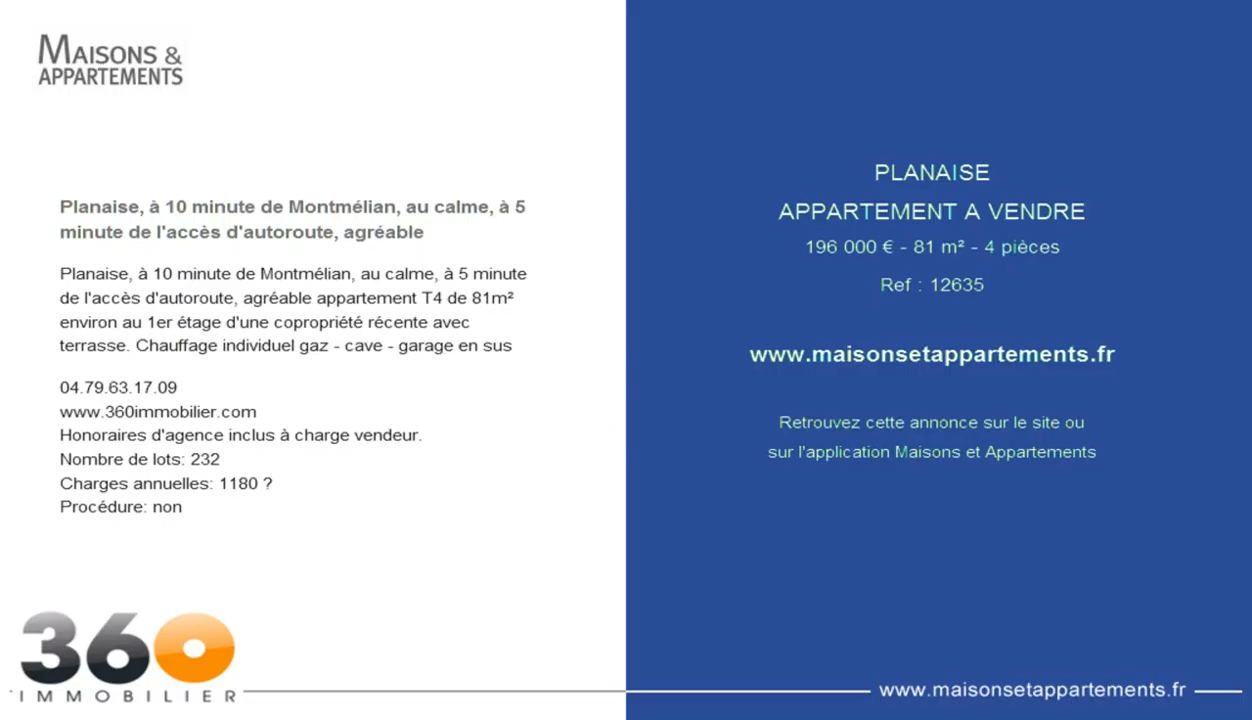 MAISONS &
APPARTEMENTS
Planaise, à 10 minute de Montmélian, au calme, à 5
minute de l'accès d'autoroute, agréable
Planaise, à 10 minute de Montmélian, au calme, à 5 minute
de l'accès d'autoroute, agréable appartement T4 de 81m²
environ au 1er étage d'une copropriété récente avec
terrasse. Chauffage individuel gaz - cave - garage en sus
04.79.63.17.09
www.360immobilier.com
Honoraires d'agence inclus à charge vendeur.
Nombre de lots: 232
Charges annuelles: 1180 ?
Procédure: non
360
IMMOBILIER
PLANAISE
APPARTEMENT A VENDRE
196 000 € - 81 m² - 4 pièces
Ref : 12635
www.maisonsetappartements.fr
Retrouvez cette annonce sur le site ou
sur l'application Maisons et Appartements
www.maisonsetappartements.fr